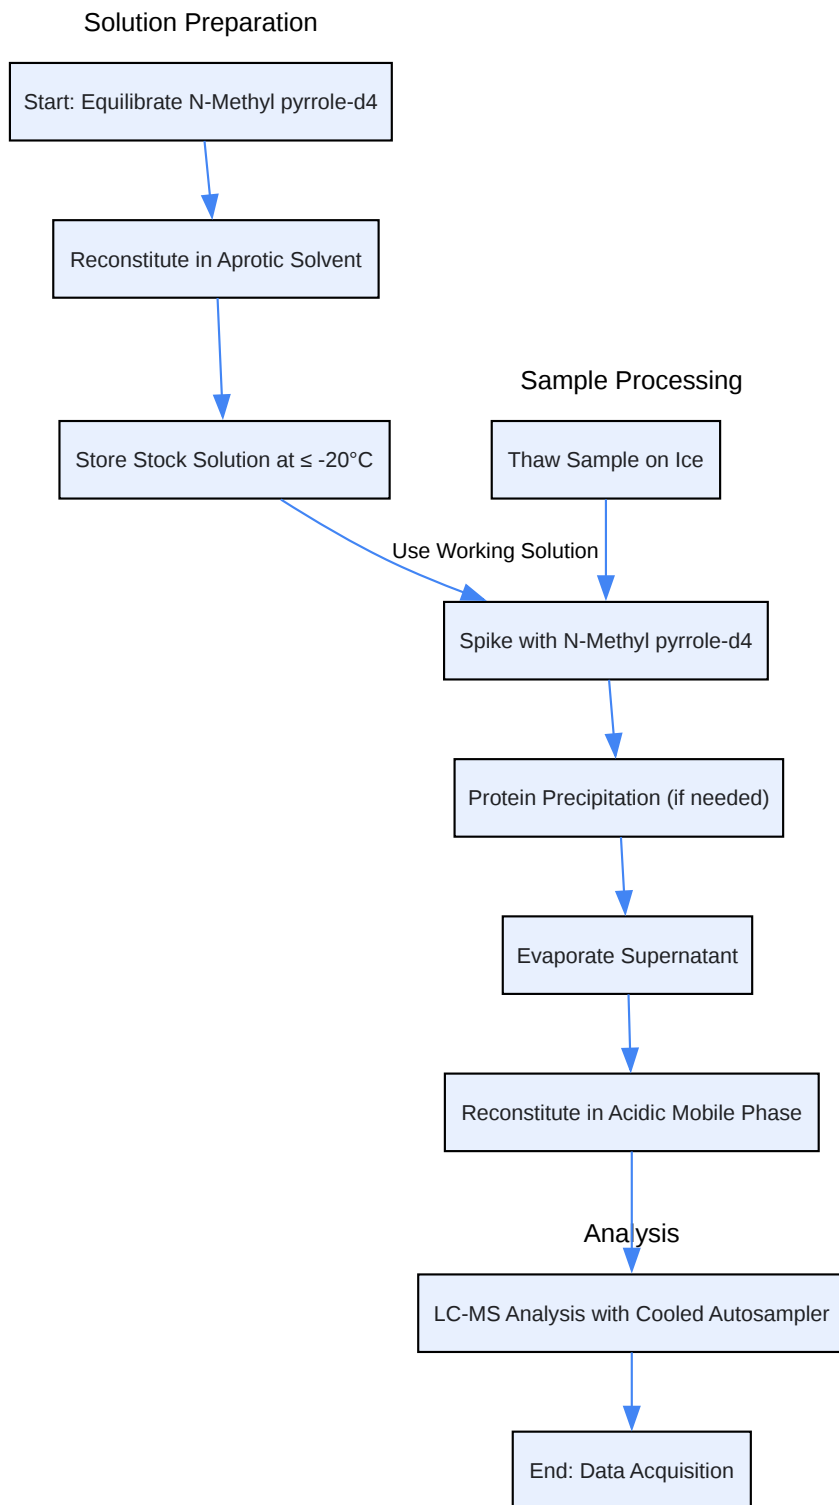 Solution Preparation
Start: Equilibrate N-Methyl pyrrole-d4
Reconstitute in Aprotic Solvent
Store Stock Solution at ≤ -20°C
Sample Processing
Thaw Sample on Ice
Use Working Solution
Spike with N-Methyl pyrrole-d4
Protein Precipitation (if needed)
Evaporate Supernatant
Reconstitute in Acidic Mobile Phase
Analysis
LC-MS Analysis with Cooled Autosampler
End: Data Acquisition